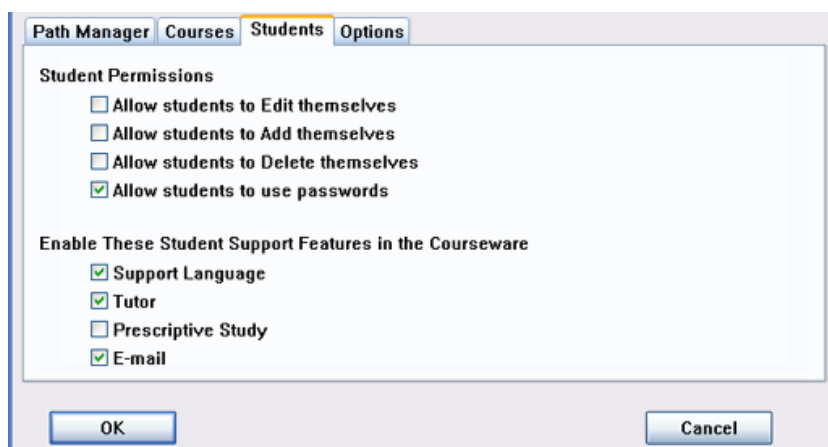 Path Manager Courses Students Options
Student Permissions
Allow students to Edit themselves
Allow students to Add themselves
Allow students to Delete themselves
Allow students to use passwords
Enable These Student Support Features in the Courseware
Support Language
Tutor
Prescriptive Study
E-mail
OK Cancel